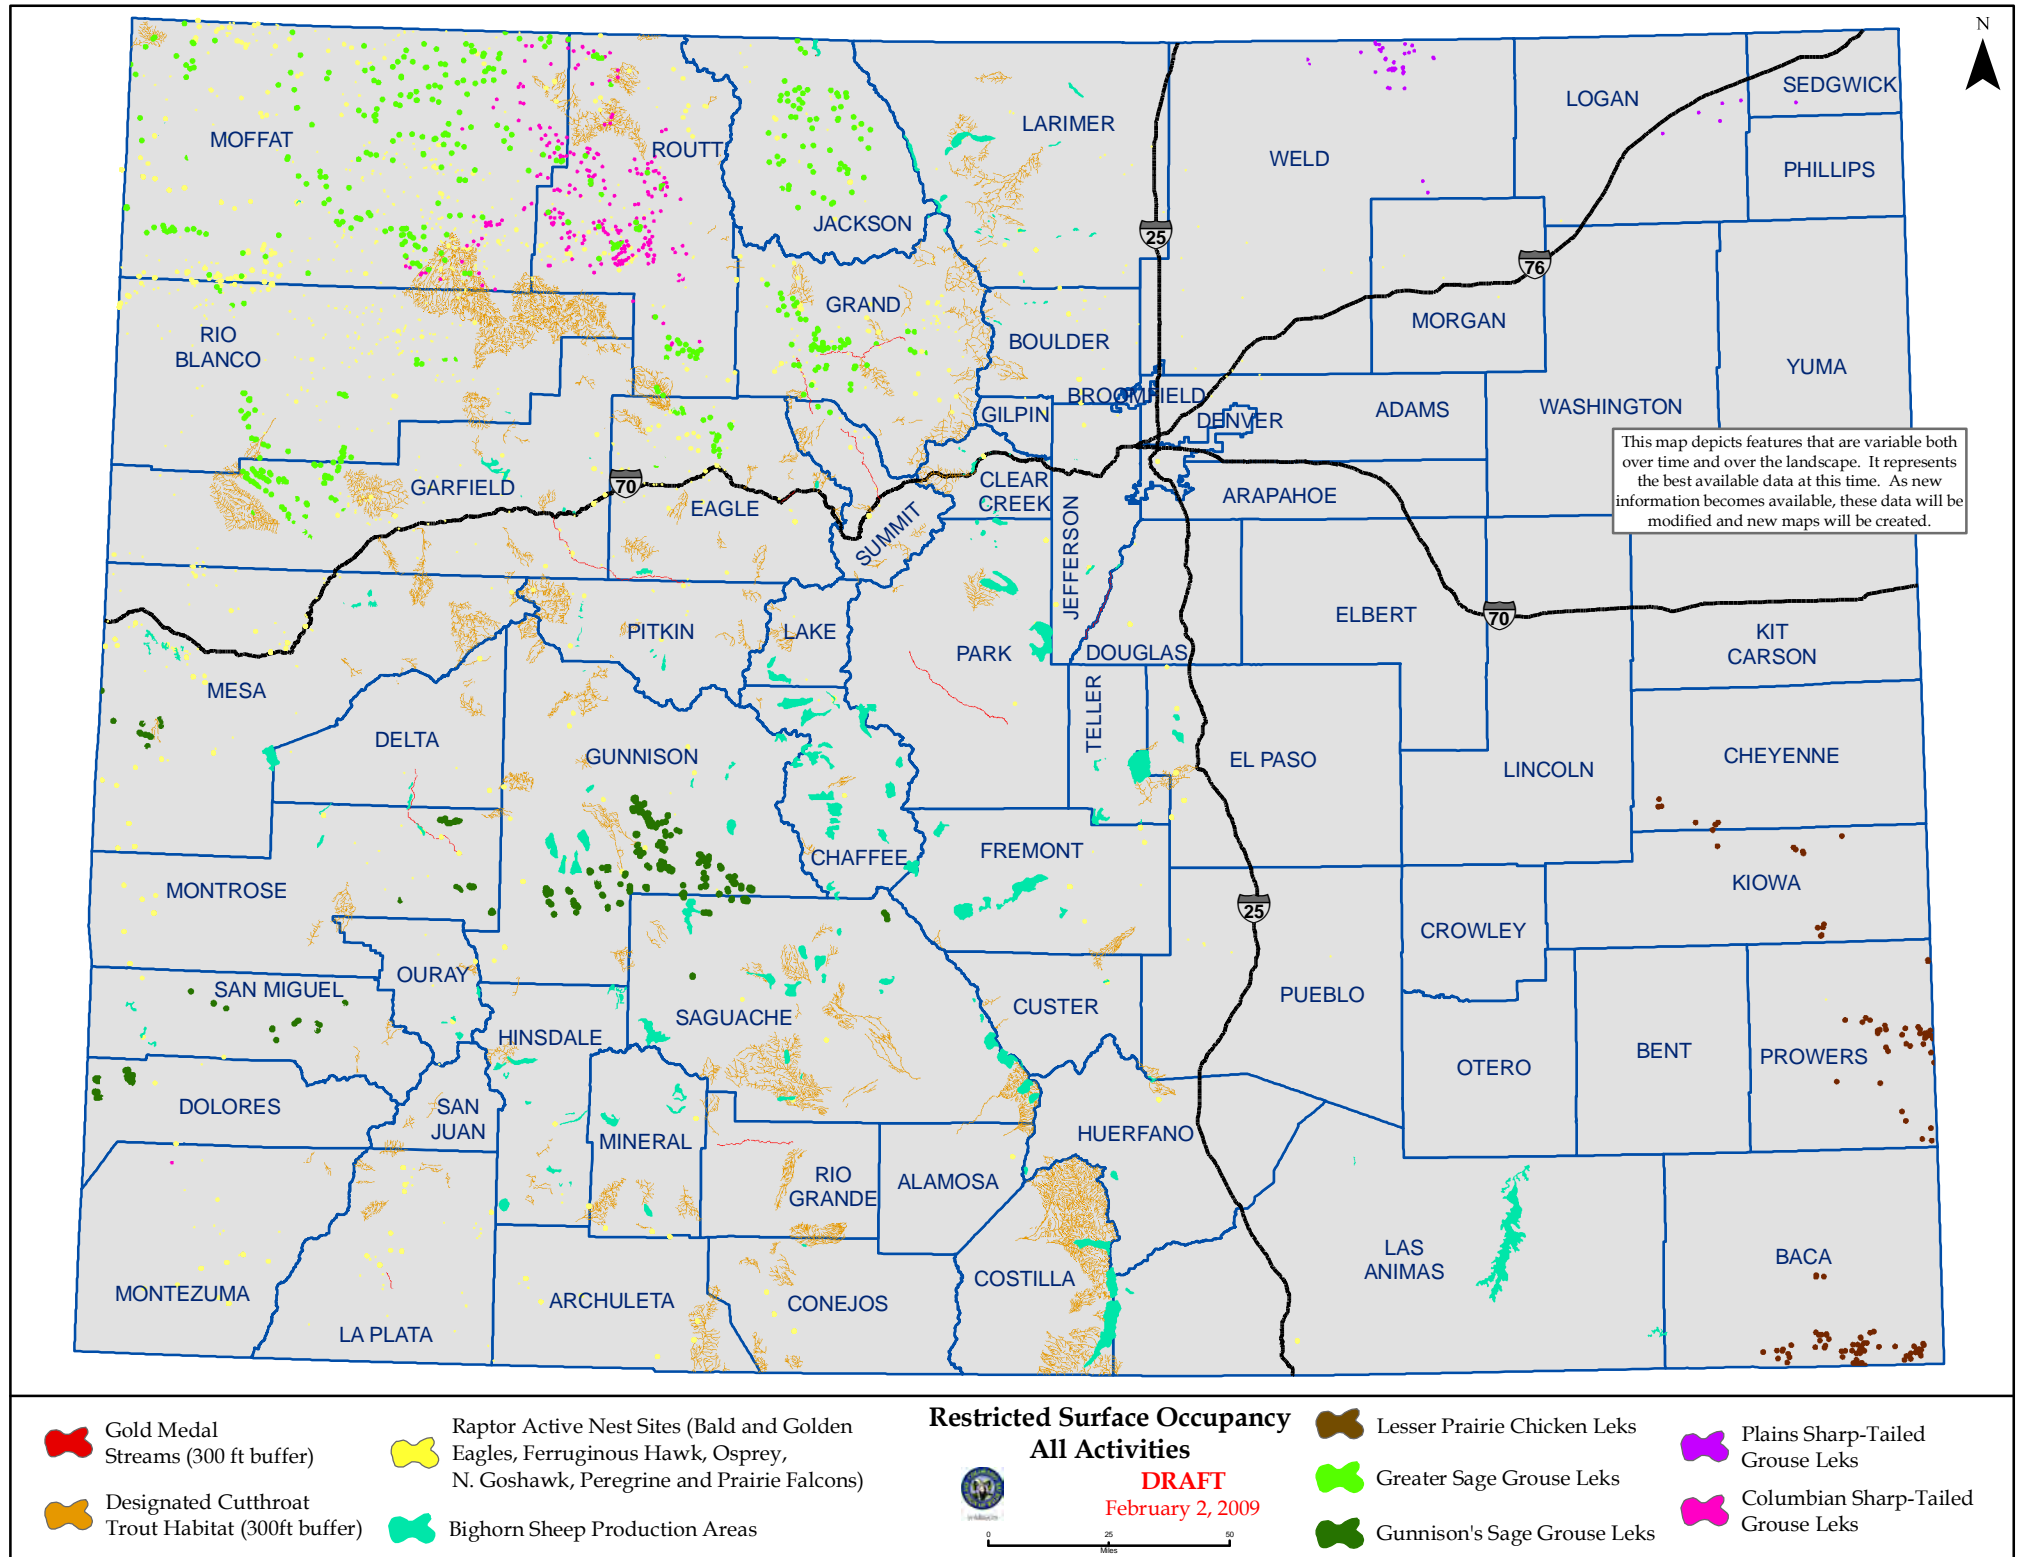 N
SEDGWICK
LOGAN
LARIMER
MOFFAT
ROUTT
WELD
PHILLIPS
JACKSON
25
76
GRAND
MORGAN
RIO
BLANCO
BOULDER
YUMA
BROOMFIELD
GILPIN
DENVER
ADAMS
WASHINGTON
This map depicts features that are variable both
over time and over the landscape. It represents
the best available data at this time. As new
information becomes available, these data will be
modified and new maps will be created.
GARFIELD
70
EAGLE
CLEAR
CREEK
ARAPAHOE
SUMMIT
JEFFERSON
ELBERT
70
PITKIN
LAKE
PARK
DOUGLAS
KIT
CARSON
MESA
TELLER
DELTA
GUNNISON
EL PASO
LINCOLN
CHEYENNE
CHAFFEE
FREMONT
MONTROSE
KIOWA
25
CROWLEY
OURAY
SAN MIGUEL
PUEBLO
CUSTER
SAGUACHE
HINSDALE
BENT
PROWERS
OTERO
DOLORES
SAN
JUAN
MINERAL
HUERFANO
RIO
GRANDE
ALAMOSA
LAS
ANIMAS
BACA
COSTILLA
MONTEZUMA
ARCHULETA
CONEJOS
LA PLATA
Gold Medal
Streams (300 ft buffer)
Designated Cutthroat
Trout Habitat (300ft buffer)
Raptor Active Nest Sites (Bald and Golden
Eagles, Ferruginous Hawk, Osprey,
N. Goshawk, Peregrine and Prairie Falcons)
Bighorn Sheep Production Areas
Restricted Surface Occupancy
All Activities
DRAFT
February 2, 2009
0 25 50
Miles
Lesser Prairie Chicken Leks
Greater Sage Grouse Leks
Gunnison's Sage Grouse Leks
Plains Sharp-Tailed
Grouse Leks
Columbian Sharp-Tailed
Grouse Leks